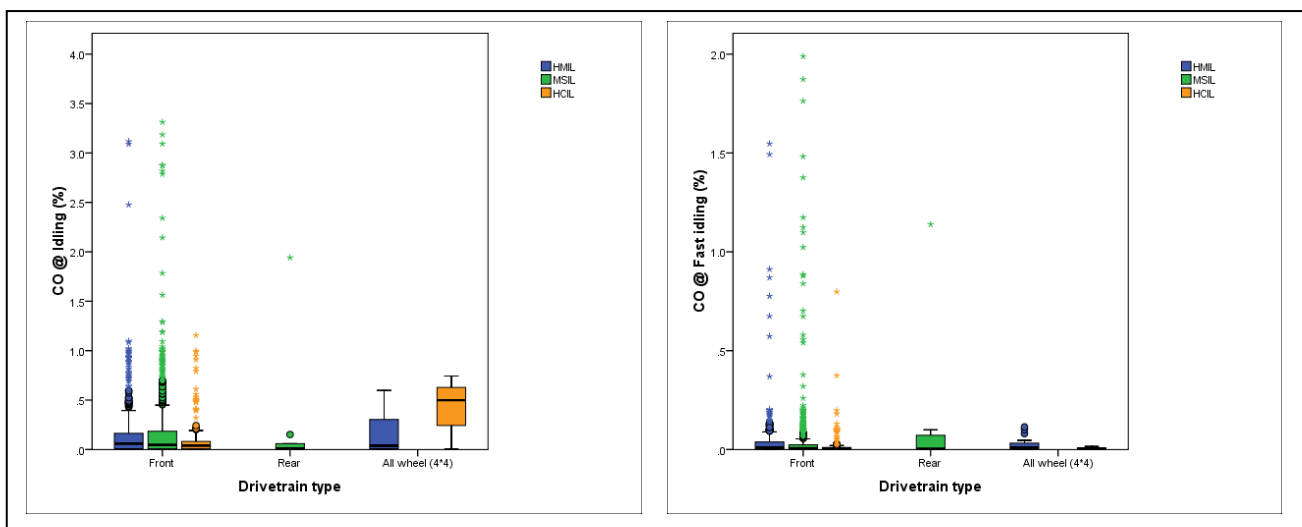 4.0
3.5
3.0
2.5
2.0
1.5
1.0
.5
.0
CO @ Idling (%)
Front
Rear
All wheel (4*4)
Drivetrain type
HMIL
MSIL
HCIL
2.0
1.5
1.0
.5
.0
CO @ Fast idling (%)
Front
Rear
All wheel (4*4)
Drivetrain type
HMIL
MSIL
HCIL